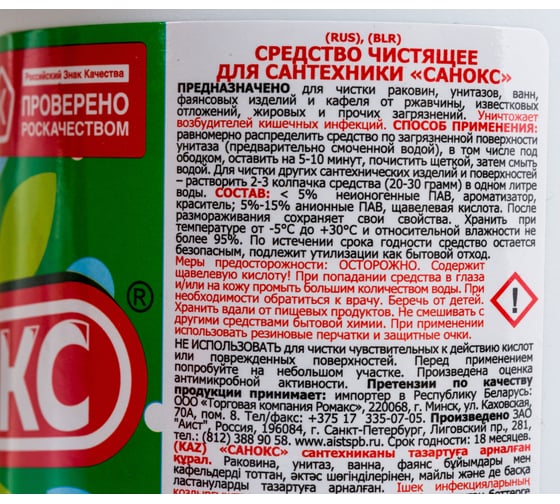 Российский Знак Качества
ПРОВЕРЕНО
РОСКАЧЕСТВОМ
КС
®
(RUS), (BLR)
СРЕДСТВО ЧИСТЯЩЕЕ
ДЛЯ САНТЕХНИКИ «САНОКС»
ПРЕДНАЗНАЧЕНО для чистки раковин, унитазов, ванн,
фаянсовых изделий и кафеля от ржавчины, известковых
отложений, жировых и прочих загрязнений. Уничтожает
возбудителей кишечных инфекций. СПОСОБ ПРИМЕНЕНИЯ:
равномерно распределить средство по загрязненной поверхности
унитаза (предварительно смоченной водой), в том числе под
ободком, оставить на 5-10 минут, почистить щеткой, затем смыть
водой. Для чистки других сантехнических изделий и поверхностей
– растворить 2-3 колпачка средства (20-30 грамм) в одном литре
воды. СОСТАВ: < 5% неионогенные ПАВ, ароматизатор,
краситель; 5%-15% анионные ПАВ, щавелевая кислота. После
размораживания сохраняет свои свойства. Хранить при
температуре от -5°С до +30°С и относительной влажности не
более 95%. По истечении срока годности средство остается
безопасным, подлежит утилизации как бытовой отход.
Меры предосторожности: ОСТОРОЖНО. Содержит
щавелевую кислоту! При попадании средства в глаза
и/или на кожу промыть большим количеством воды. При
необходимости обратиться к врачу. Беречь от детей.
Хранить вдали от пищевых продуктов. Не смешивать с
другими средствами бытовой химии. При применении
использовать резиновые перчатки и защитные очки.
!
НЕ ИСПОЛЬЗОВАТЬ для чистки чувствительных к действию кислот
или поврежденных поверхностей. Перед применением
попробуйте на небольшом участке. Произведена оценка
антимикробной активности. Претензии по качеству
продукции принимает: импортер в Республику Беларусь:
ООО «Торговая компания Ромакс», 220068, г. Минск, ул. Каховская,
70А, пом. 8. Тел/факс: +375 17 335-07-05. Произведено ЗАО
"Аист", Россия, 196084, г. Санкт-Петербург, Лиговский пр., 281,
тел.: (812) 388 90 58. www.aistspb.ru. Срок годности: 18 месяцев.
(KAZ) «САНОКС» сантехниканы тазартуға арналған
құрал. Раковина, унитаз, ванна, фаянс бұйымдары мен
кафельдерді тоттан, әктас шөгінділерінен, майлы және де басқа
ластануларды тазартуға арналған. Ішек инфекцияларының